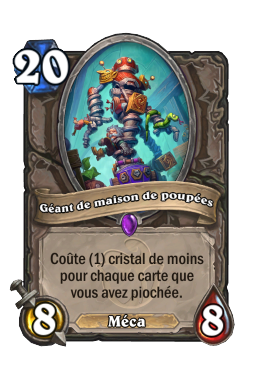 20
Géant de maison de poupées
Coûte (1) cristal de moins
pour chaque carte que
vous avez piochée.
8
Méca
8